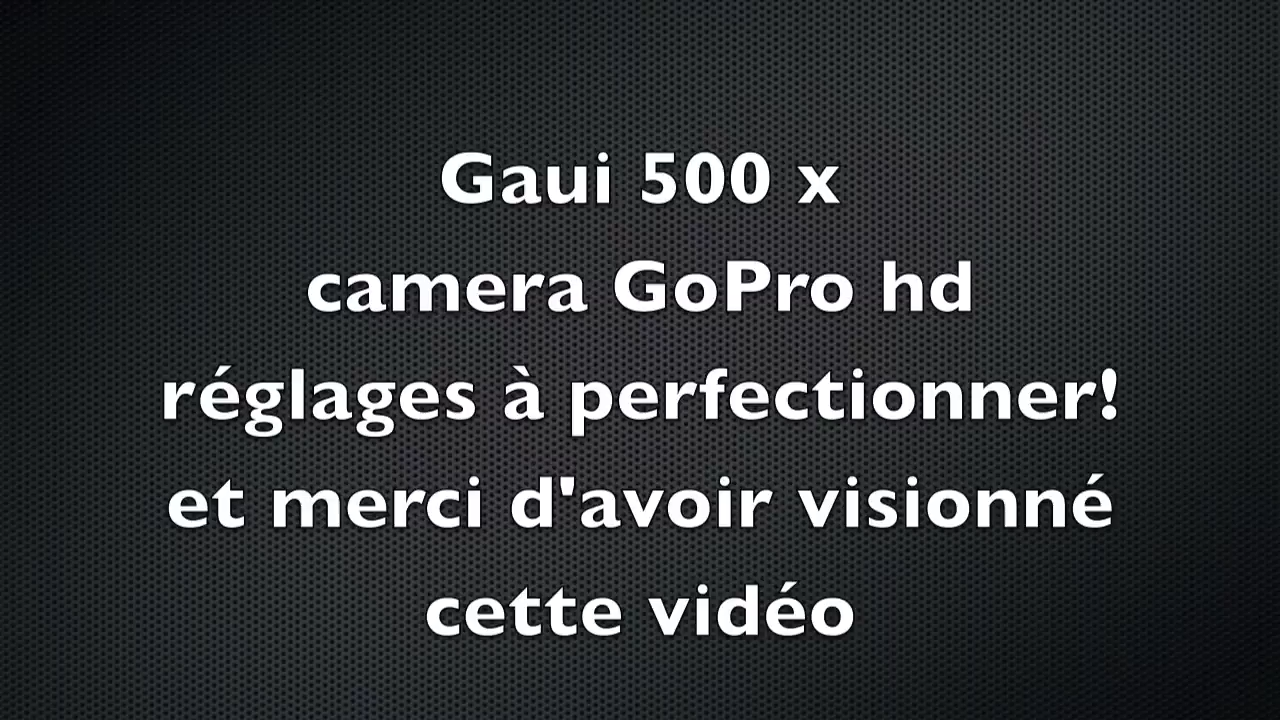 Gaui 500 x
camera GoPro hd
réglages à perfectionner!
et merci d'avoir visionné
cette vidéo